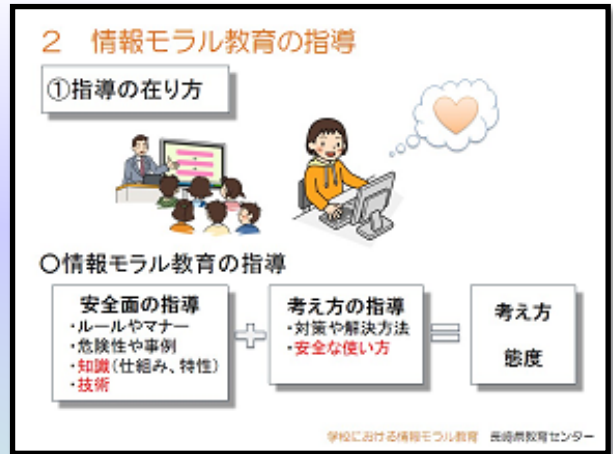 2 情報モラル教育の指導
①指導の在り方
〇情報モラル教育の指導
安全面の指導
・ルールやマナー
・危険性や事例
・知識(仕組み、特性)
・技術
考え方の指導
・対策や解決方法
・安全な使い方
考え方
態度
学校における情報モラル教育 長崎県教育センター